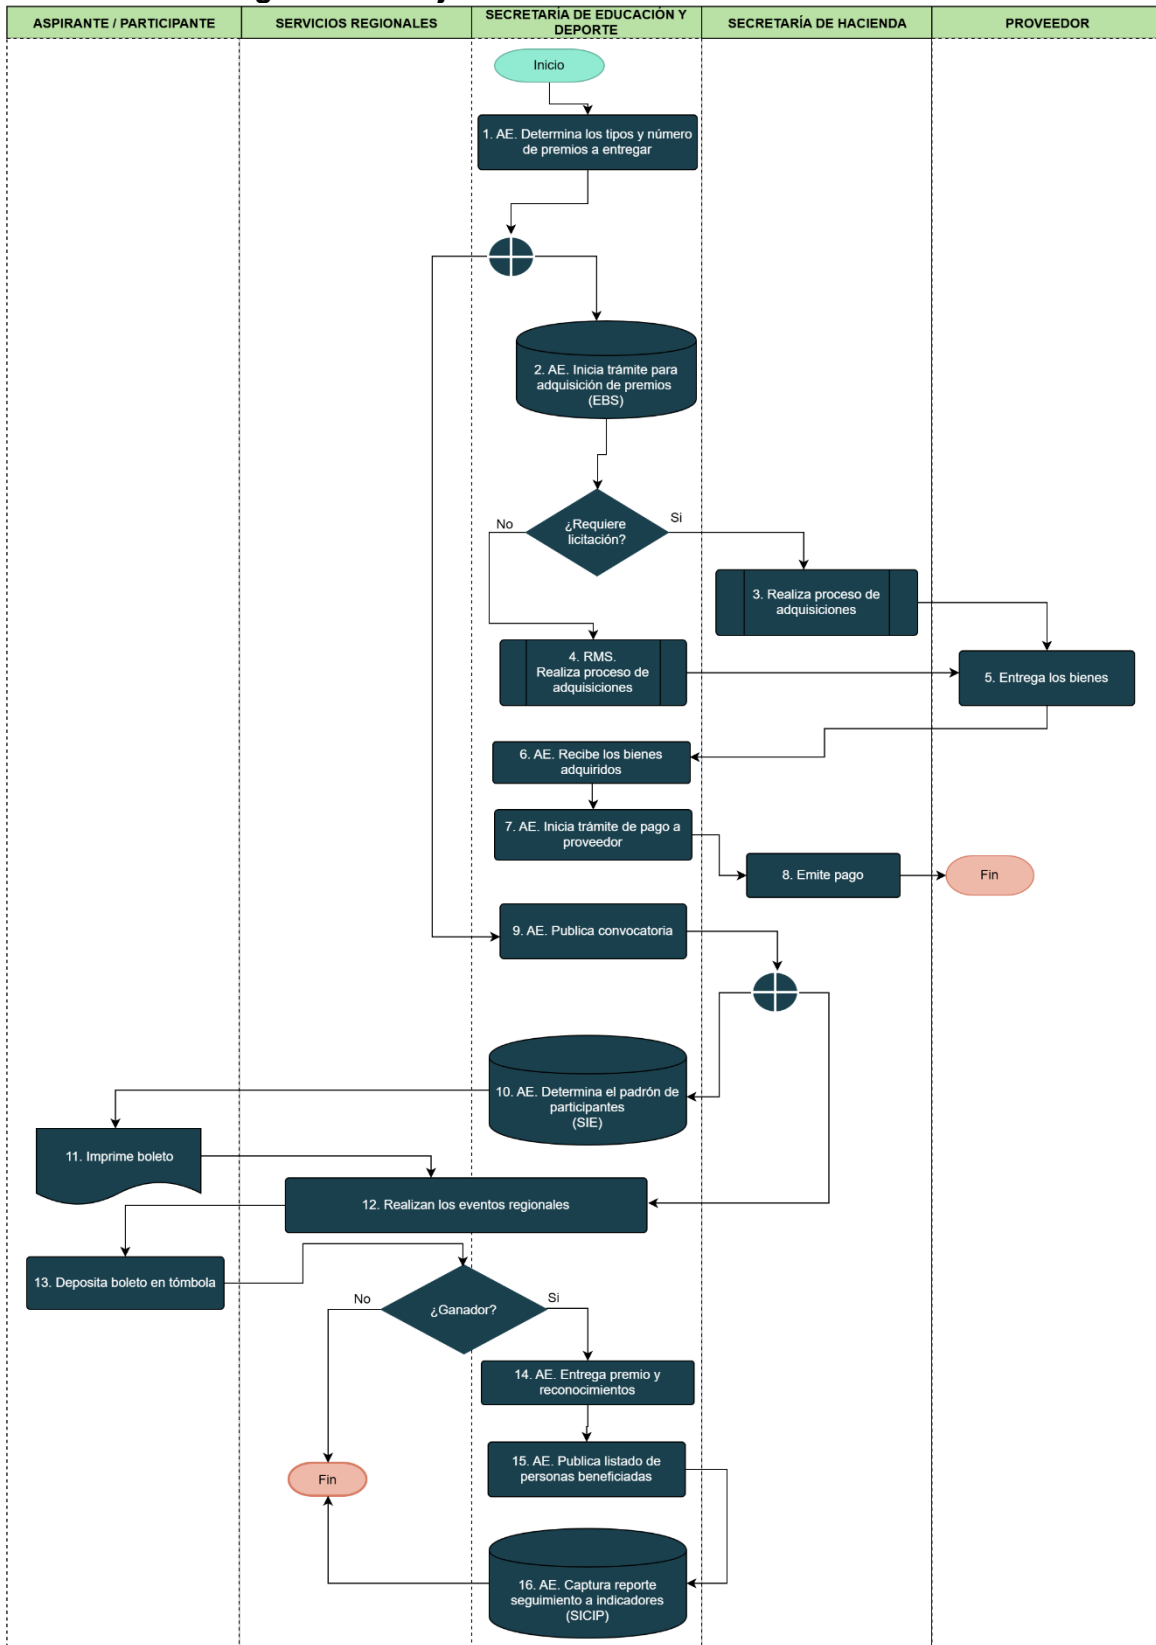 ASPIRANTE / PARTICIPANTE
SERVICIOS REGIONALES
SECRETARÍA DE EDUCACIÓN Y
DEPORTE
SECRETARÍA DE HACIENDA
PROVEEDOR
Inicio
1. AE. Determina los tipos y número
de premios a entregar
2. AE. Inicia trámite para
adquisición de premios
(EBS)
¿Requiere
licitación?
No
Si
3. Realiza proceso de
adquisiciones
4. RMS.
Realiza proceso de
adquisiciones
5. Entrega los bienes
6. AE. Recibe los bienes
adquiridos
7. AE. Inicia trámite de pago a
proveedor
8. Emite pago
Fin
9. AE. Publica convocatoria
10. AE. Determina el padrón de
participantes
(SIE)
11. Imprime boleto
12. Realizan los eventos regionales
13. Deposita boleto en tómbola
¿Ganador?
No
Si
14. AE. Entrega premio y
reconocimientos
15. AE. Publica listado de
personas beneficiadas
Fin
16. AE. Captura reporte
seguimiento a indicadores
(SICIP)